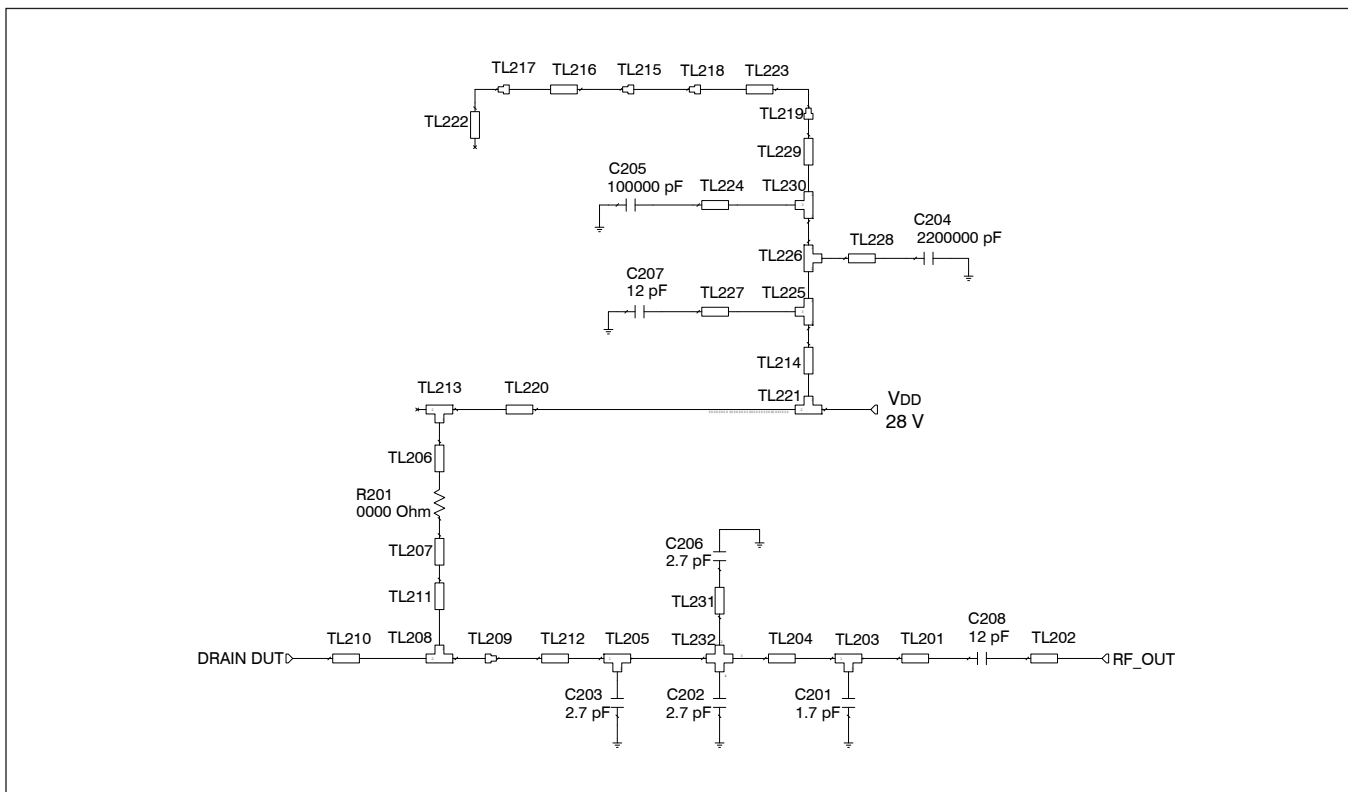 TL217 TL216 TL215 TL218 TL223
TL222
TL219
TL229
C205
100000 pF
TL224
TL230
C204
2200000 pF
TL228
TL226
C207
12 pF
TL227
TL225
TL214
TL213 TL220 TL221
VDD
28 V
TL206
R201
0000 Ohm
TL207
TL211
C206
2.7 pF
TL231
DRAIN DUT
TL210 TL208 TL209 TL212 TL205 TL232 TL204 TL203 TL201
C208
12 pF
TL202
RF_OUT
C203
2.7 pF
C202
2.7 pF
C201
1.7 pF